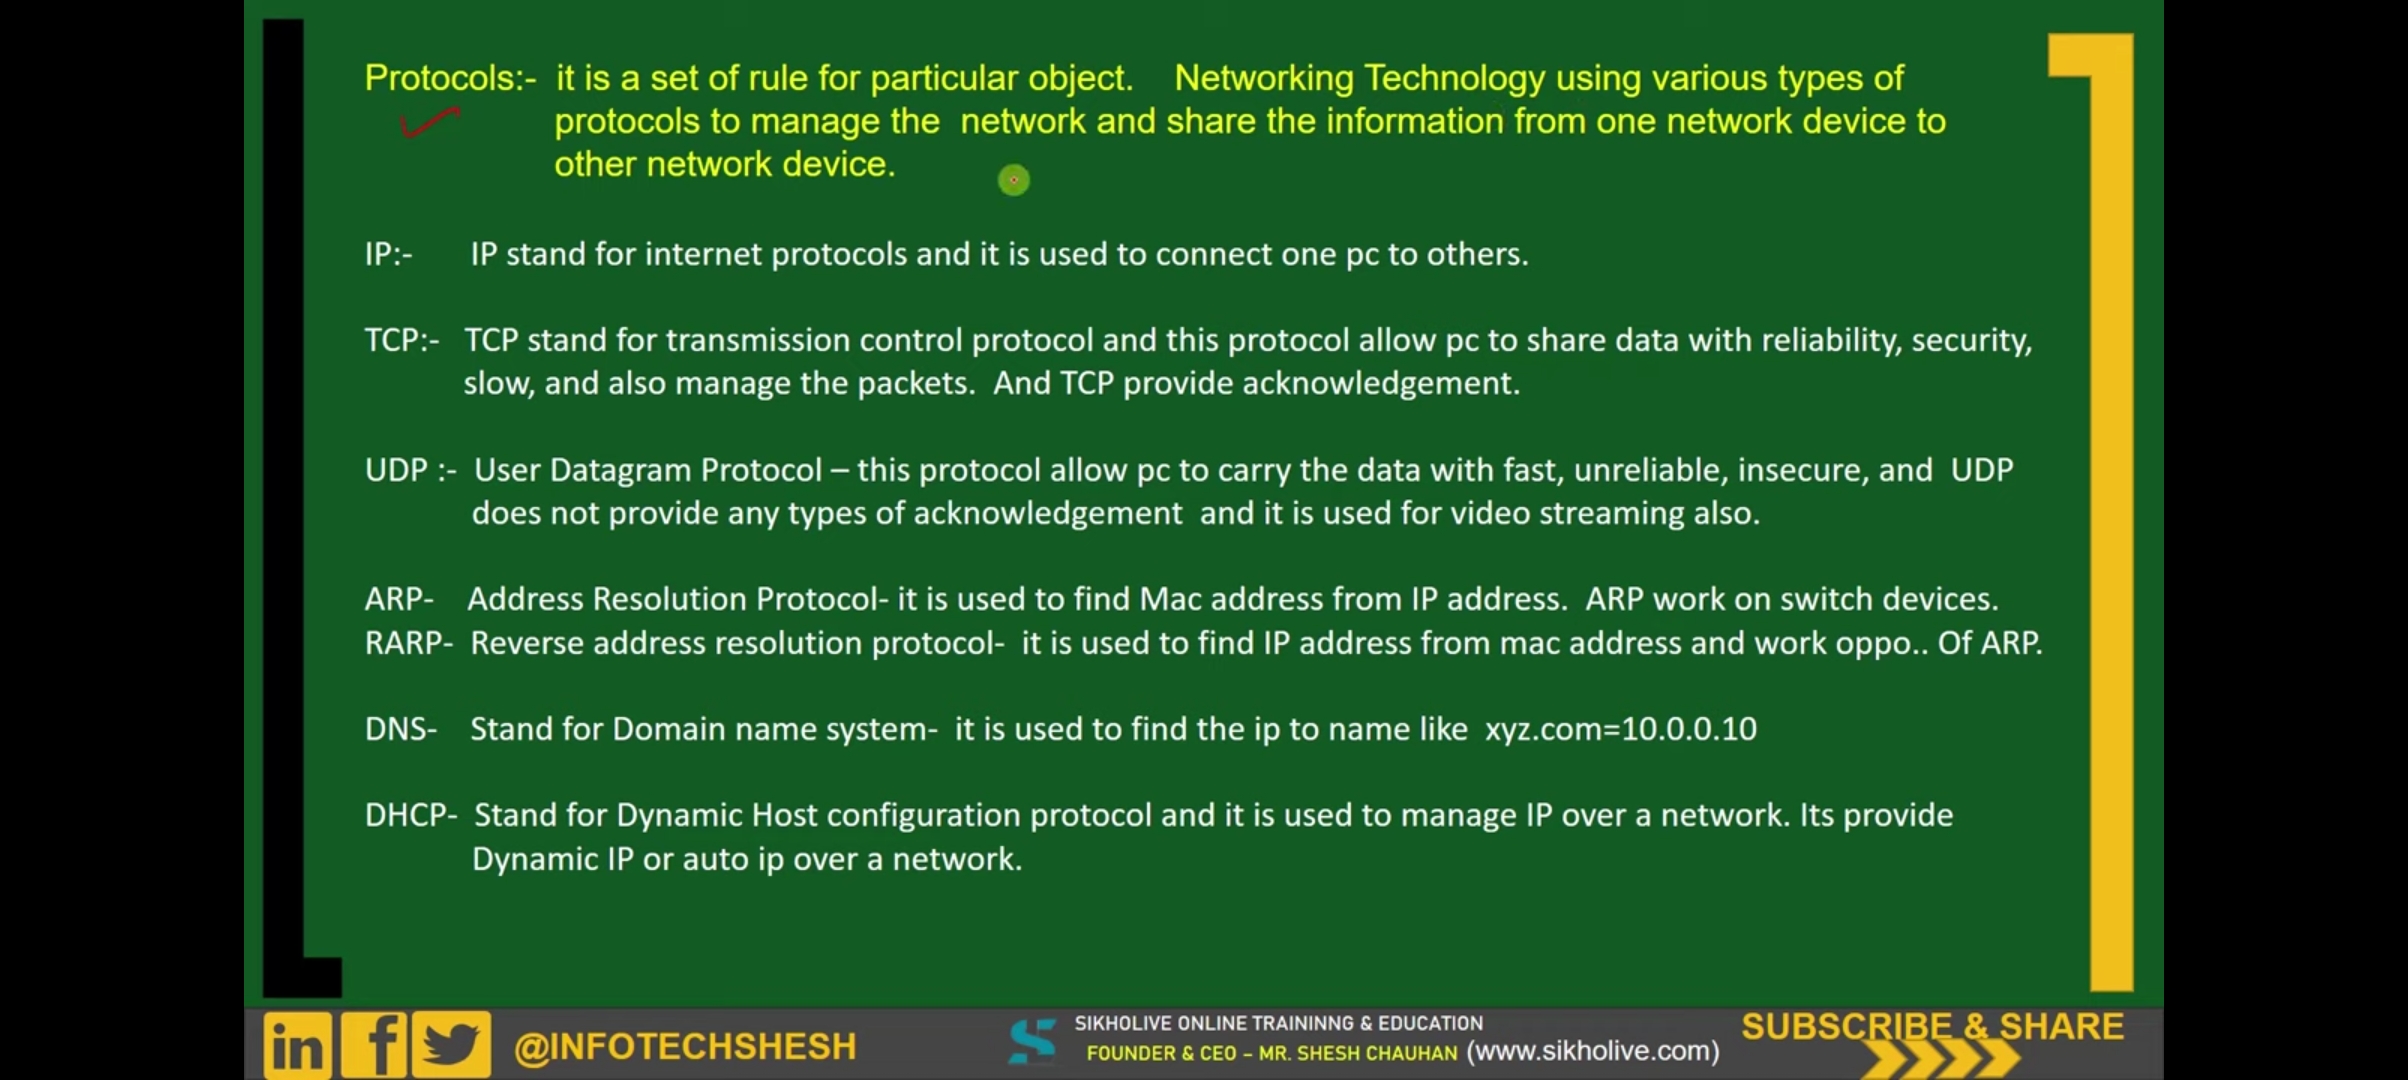 Protocols:- it is a set of rule for particular object. Networking Technology using various types of
protocols to manage the network and share the information from one network device to
other network device.
IP:- IP stand for internet protocols and it is used to connect one pc to others.
TCP:- TCP stand for transmission control protocol and this protocol allow pc to share data with reliability, security,
slow, and also manage the packets. And TCP provide acknowledgement.
UDP :- User Datagram Protocol – this protocol allow pc to carry the data with fast, unreliable, insecure, and UDP
does not provide any types of acknowledgement and it is used for video streaming also.
ARP- Address Resolution Protocol- it is used to find Mac address from IP address. ARP work on switch devices.
RARP- Reverse address resolution protocol- it is used to find IP address from mac address and work oppo.. Of ARP.
DNS- Stand for Domain name system- it is used to find the ip to name like xyz.com=10.0.0.10
DHCP- Stand for Dynamic Host configuration protocol and it is used to manage IP over a network. Its provide
Dynamic IP or auto ip over a network.
in f @INFOTECHSHESH
S SIKHOLIVE ONLINE TRAININNG & EDUCATION
FOUNDER & CEO – MR. SHESH CHAUHAN (www.sikholive.com)
SUBSCRIBE & SHARE